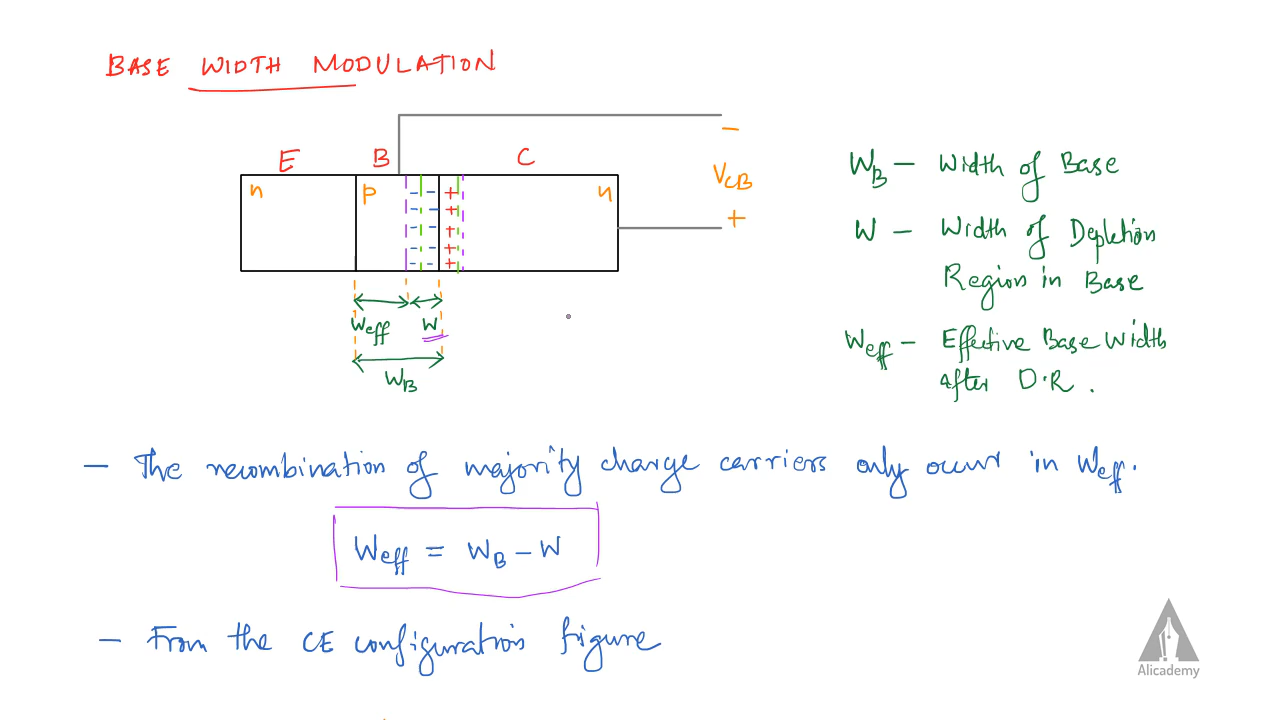 BASE WIDTH MODULATION
E B C
n p n
- - +
- - +
- - +
- - +
- - +
−
VCB
+
Weff W
WB
WB — Width of Base
W — Width of Depletion
Region in Base
Weff — Effective Base Width
after D.R.
— The recombination of majority charge carriers only occur in Weff.
Weff = WB − W
— From the CE configuration figure
Alicademy